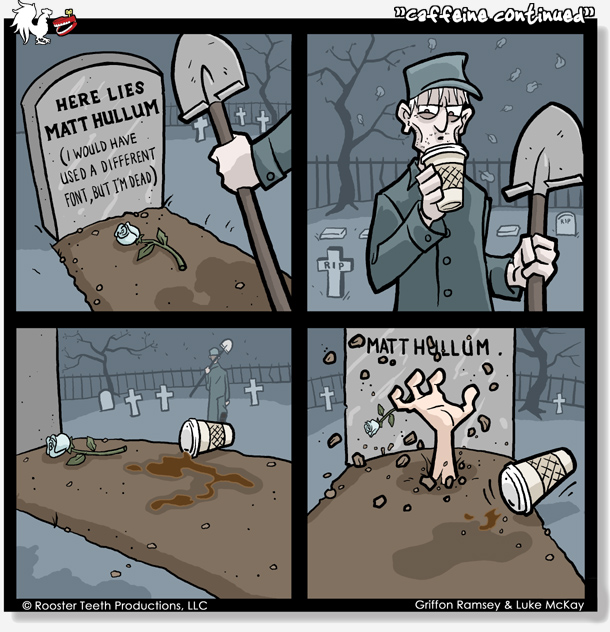 "caffeine continued"
HERE LIES
MATT HULLUM
(I WOULD HAVE
USED A DIFFERENT
FONT, BUT I'M DEAD)
RIP
RIP
MATT HULLUM.
© Rooster Teeth Productions, LLC
Griffon Ramsey & Luke McKay